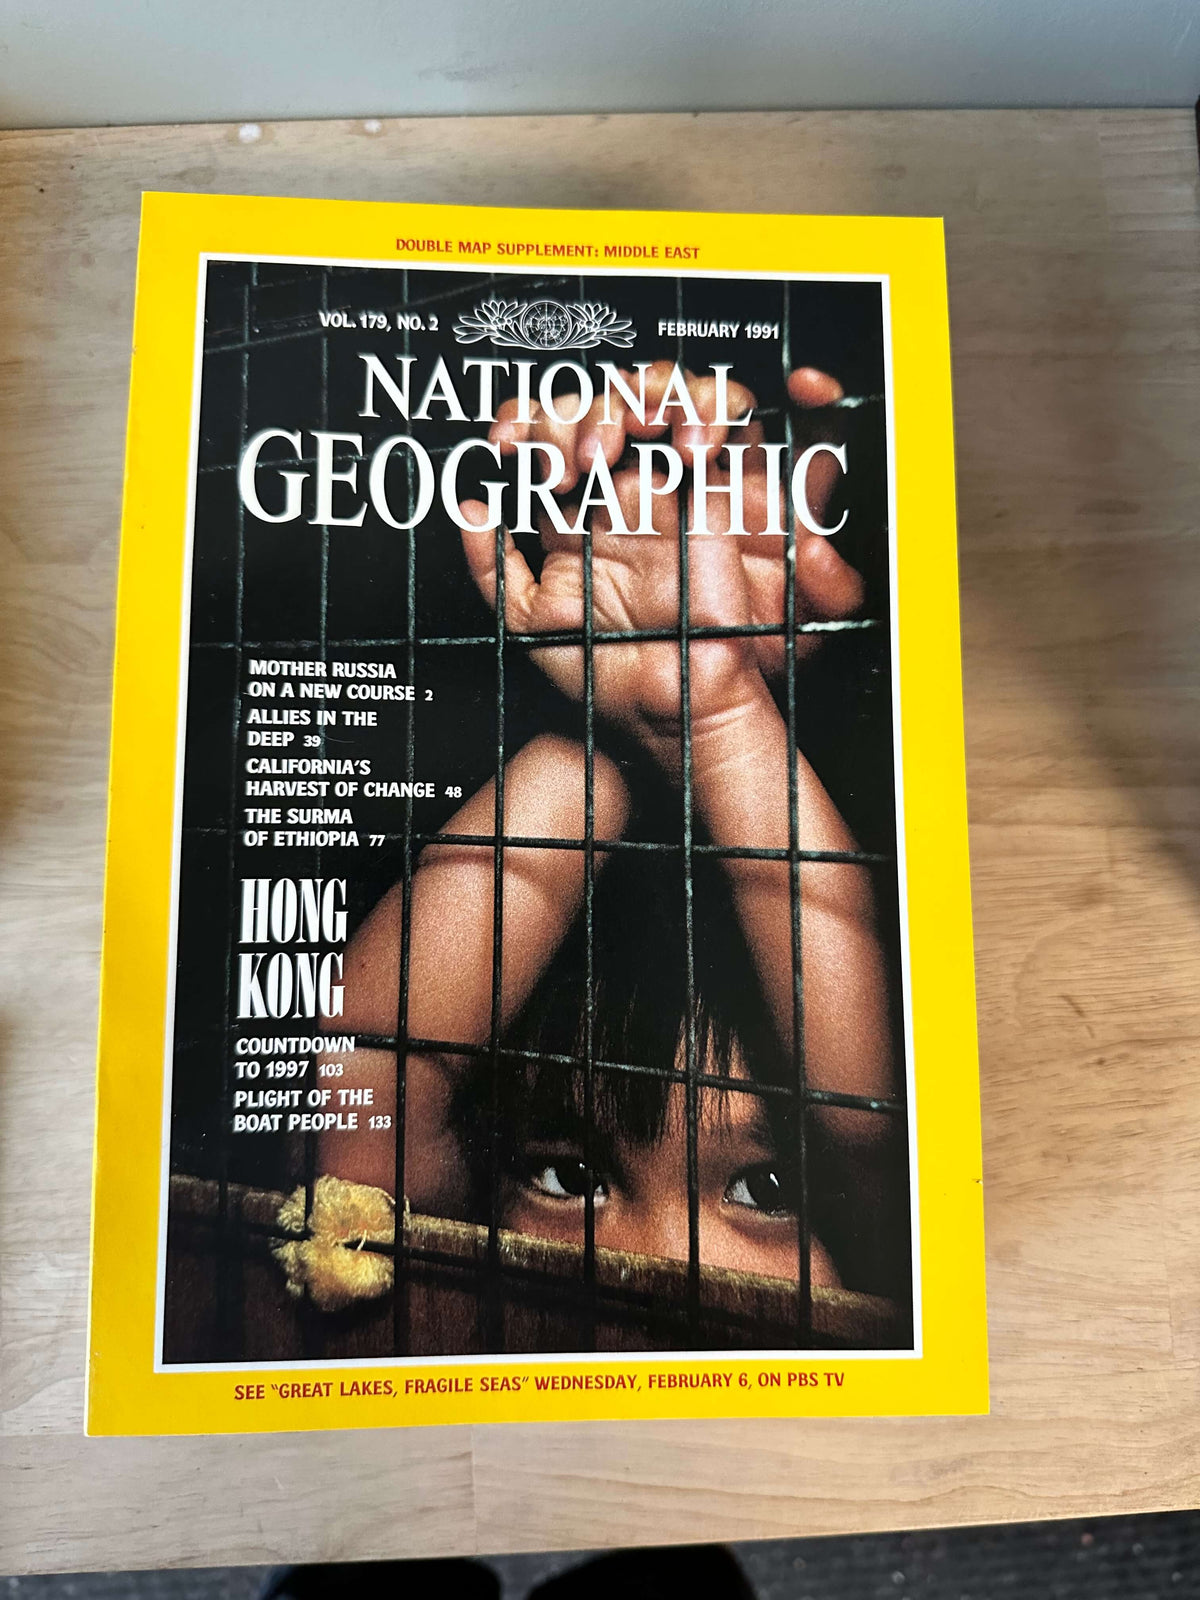 DOUBLE MAP SUPPLEMENT: MIDDLE EAST
VOL. 179, NO. 2
FEBRUARY 1991
NATIONAL
GEOGRAPHIC
MOTHER RUSSIA
ON A NEW COURSE 2
ALLIES IN THE
DEEP 39
CALIFORNIA'S
HARVEST OF CHANGE 48
THE SURMA
OF ETHIOPIA 77
HONG
KONG
COUNTDOWN
TO 1997 103
PLIGHT OF THE
BOAT PEOPLE 133
SEE "GREAT LAKES, FRAGILE SEAS" WEDNESDAY, FEBRUARY 6, ON PBS TV